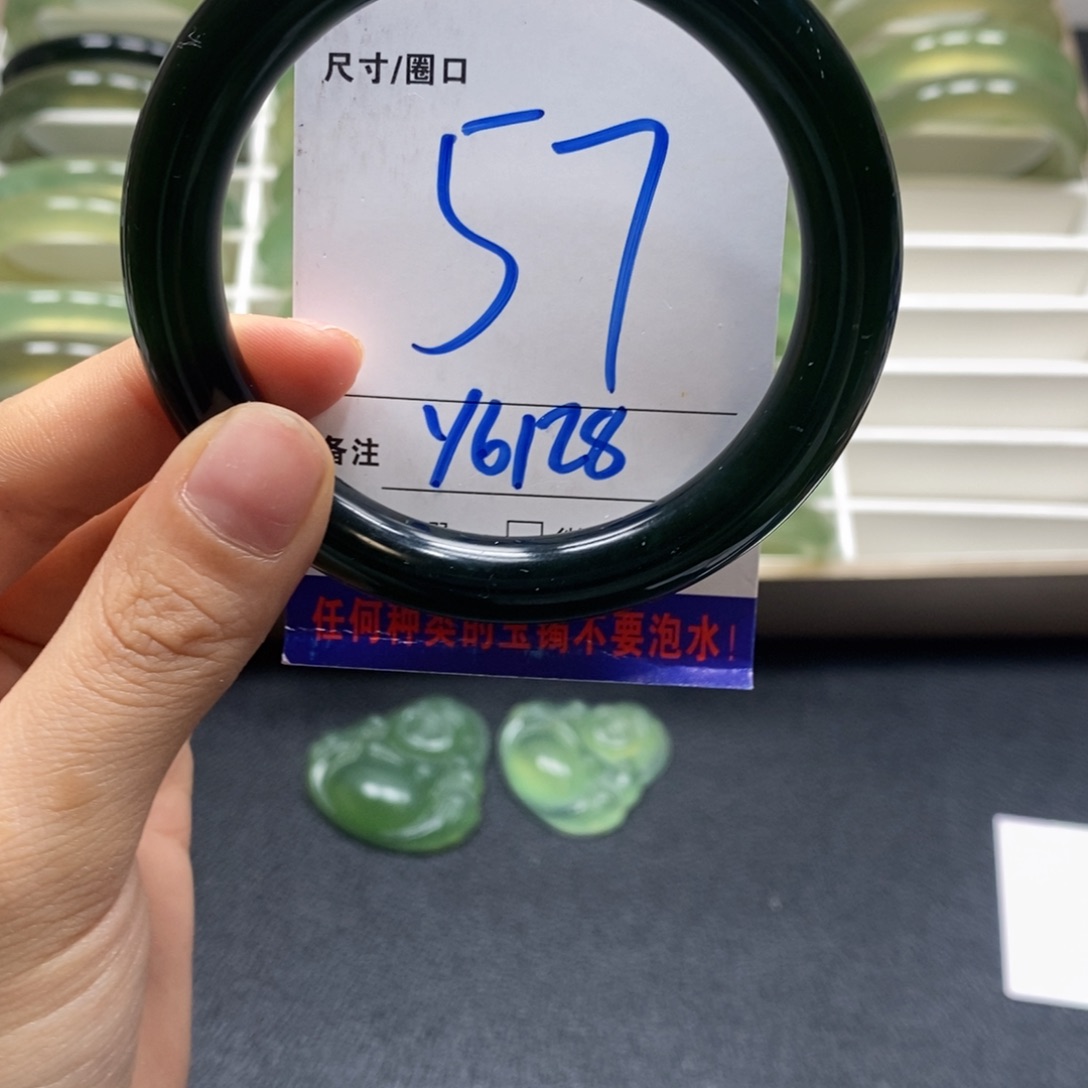 尺寸/圈口
57
备注 Y6128
任何种类的玉镯不要泡水!